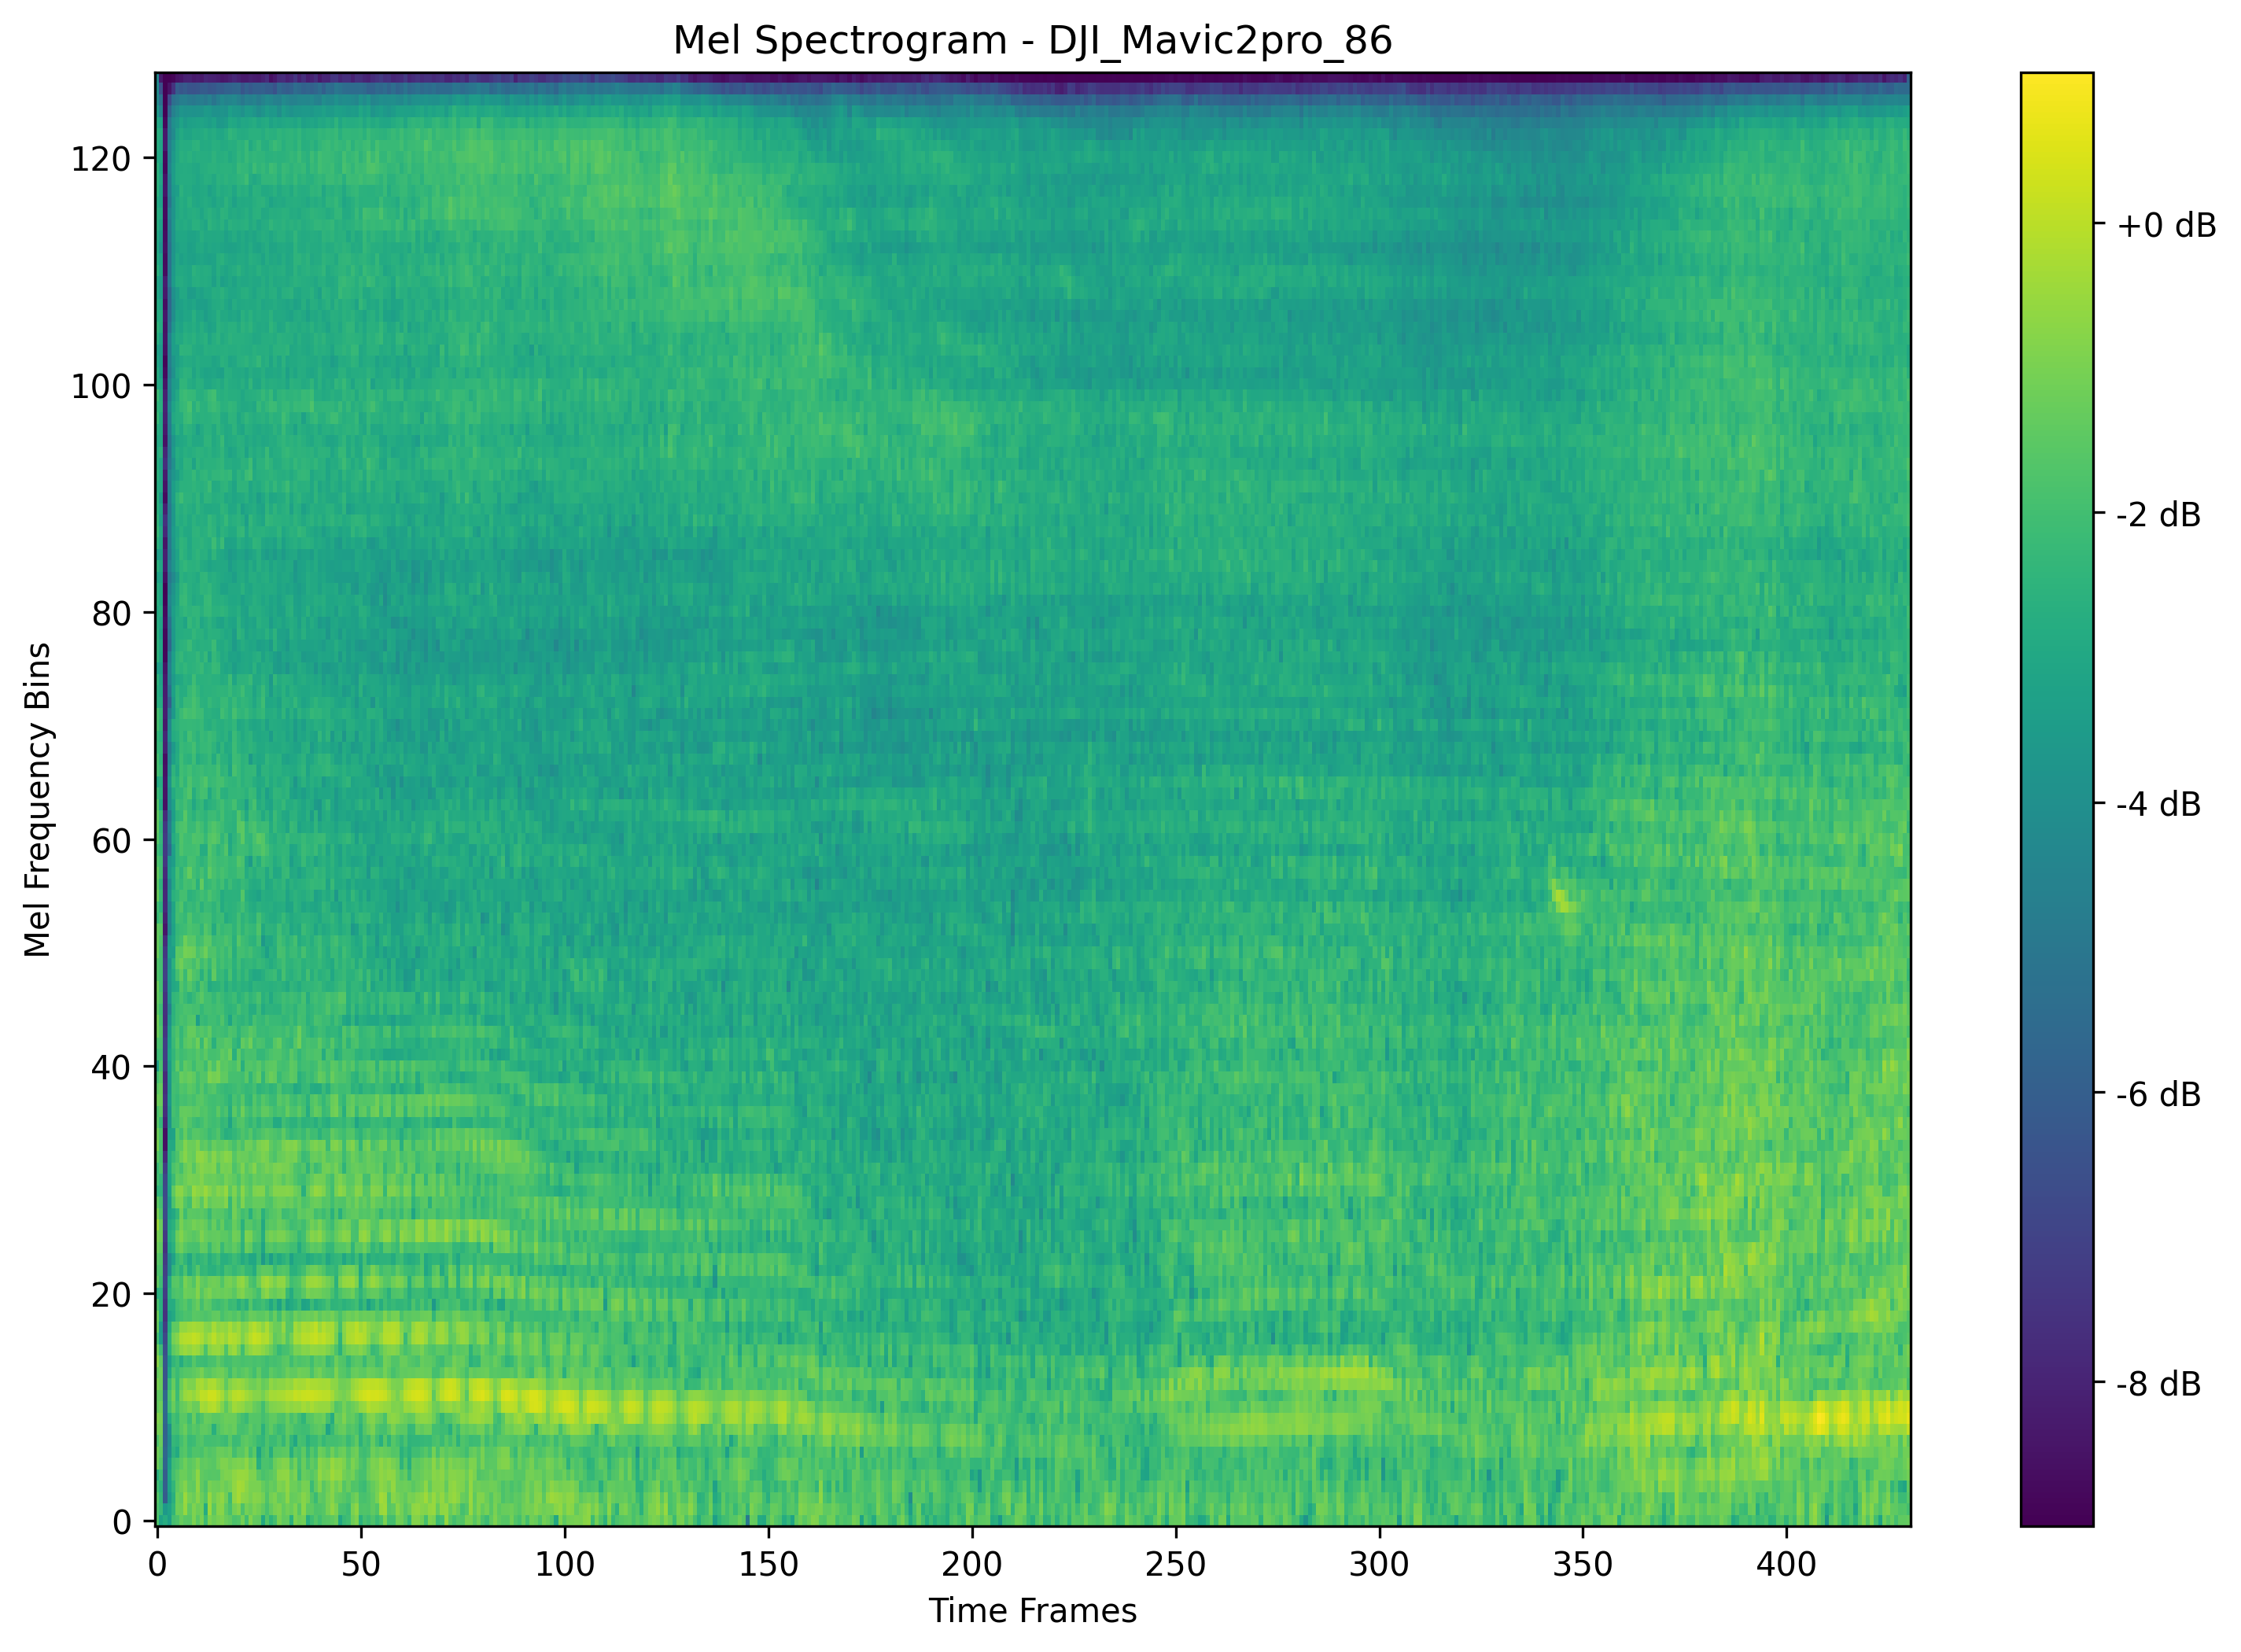 Mel Spectrogram - DJI_Mavic2pro_86
Mel Frequency Bins
120
100
80
60
40
20
0
0 50 100 150 200 250 300 350 400
Time Frames
+0 dB
-2 dB
-4 dB
-6 dB
-8 dB